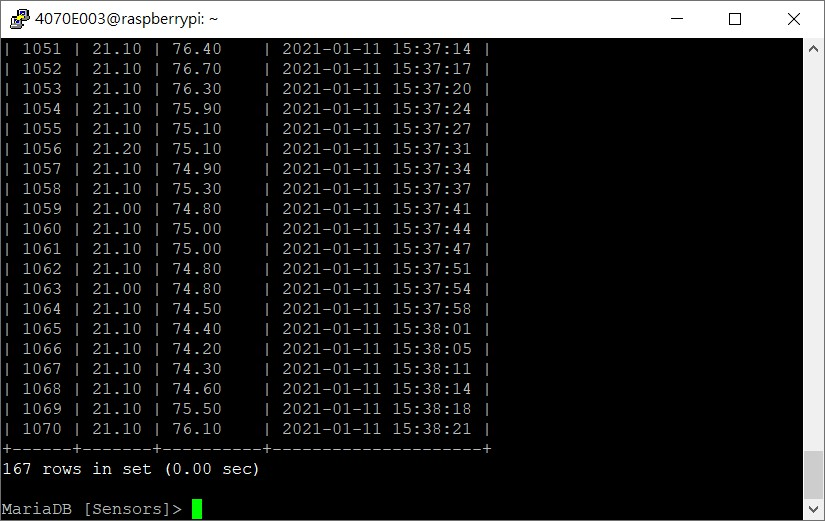 4070E003@raspberrypi: ~
| 1051 | 21.10 | 76.40    | 2021-01-11 15:37:14 |
| 1052 | 21.10 | 76.70    | 2021-01-11 15:37:17 |
| 1053 | 21.10 | 76.30    | 2021-01-11 15:37:20 |
| 1054 | 21.10 | 75.90    | 2021-01-11 15:37:24 |
| 1055 | 21.10 | 75.10    | 2021-01-11 15:37:27 |
| 1056 | 21.20 | 75.10    | 2021-01-11 15:37:31 |
| 1057 | 21.10 | 74.90    | 2021-01-11 15:37:34 |
| 1058 | 21.10 | 75.30    | 2021-01-11 15:37:37 |
| 1059 | 21.00 | 74.80    | 2021-01-11 15:37:41 |
| 1060 | 21.10 | 75.00    | 2021-01-11 15:37:44 |
| 1061 | 21.10 | 75.00    | 2021-01-11 15:37:47 |
| 1062 | 21.10 | 74.80    | 2021-01-11 15:37:51 |
| 1063 | 21.00 | 74.80    | 2021-01-11 15:37:54 |
| 1064 | 21.10 | 74.50    | 2021-01-11 15:37:58 |
| 1065 | 21.10 | 74.40    | 2021-01-11 15:38:01 |
| 1066 | 21.10 | 74.20    | 2021-01-11 15:38:05 |
| 1067 | 21.10 | 74.30    | 2021-01-11 15:38:11 |
| 1068 | 21.10 | 74.60    | 2021-01-11 15:38:14 |
| 1069 | 21.10 | 75.50    | 2021-01-11 15:38:18 |
| 1070 | 21.10 | 76.10    | 2021-01-11 15:38:21 |
+------+-------+----------+---------------------+
167 rows in set (0.00 sec)
MariaDB [Sensors]>